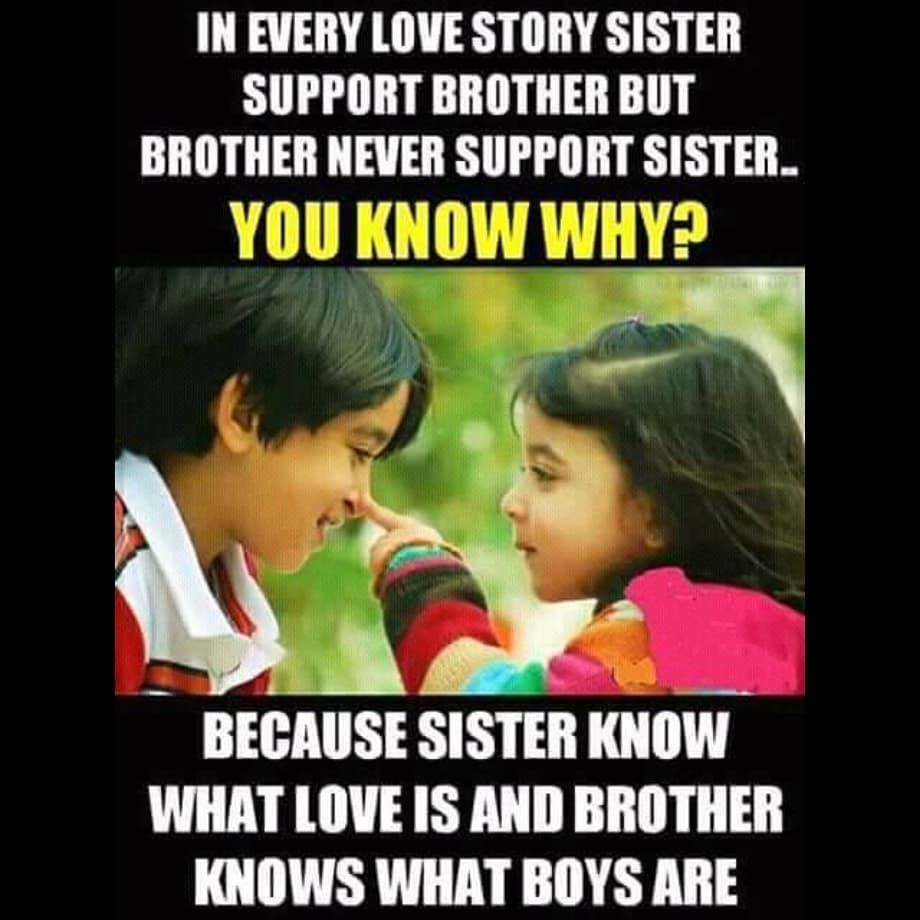 IN EVERY LOVE STORY SISTER
SUPPORT BROTHER BUT
BROTHER NEVER SUPPORT SISTER..
YOU KNOW WHY?
BECAUSE SISTER KNOW
WHAT LOVE IS AND BROTHER
KNOWS WHAT BOYS ARE